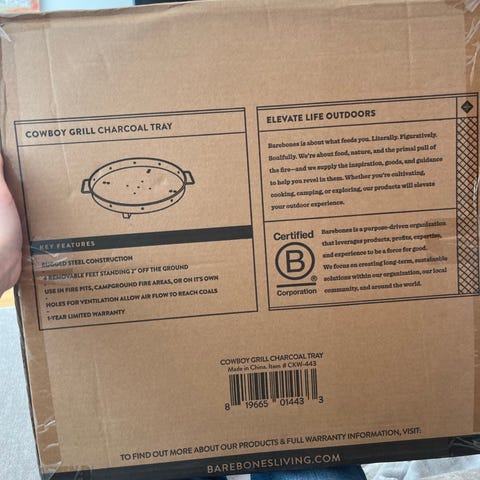 COWBOY GRILL CHARCOAL TRAY
KEY FEATURES
RUGGED STEEL CONSTRUCTION
REMOVABLE FEET STANDING 2" OFF THE GROUND
USE IN FIRE PITS, CAMPGROUND FIRE AREAS, OR ON IT'S OWN
HOLES FOR VENTILATION ALLOW AIR FLOW TO REACH COALS
1-YEAR LIMITED WARRANTY
ELEVATE LIFE OUTDOORS
Barebones is about what feeds you. Literally. Figuratively.
Soulfully. We're about food, nature, and the primal pull of
the fire—and we supply the inspiration, goods, and guidance
to help you revel in them. Whether you're cultivating,
cooking, camping, or exploring, our products will elevate
your outdoor experience.
Certified
B
Corporation
Barebones is a purpose-driven organization
that leverages products, profits, expertise,
and experience to be a force for good.
We focus on creating long-term, sustainable
solutions within our organization, our local
community, and around the world.
COWBOY GRILL CHARCOAL TRAY
Made in China. Item # CKW-443
8 19665 01443 3
TO FIND OUT MORE ABOUT OUR PRODUCTS & FULL WARRANTY INFORMATION, VISIT:
BAREBONESLIVING.COM